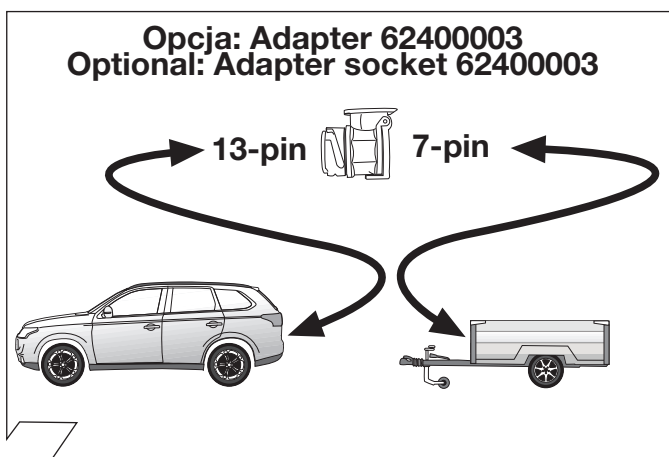 Opcja: Adapter 62400003
Optional: Adapter socket 62400003
13-pin 7-pin